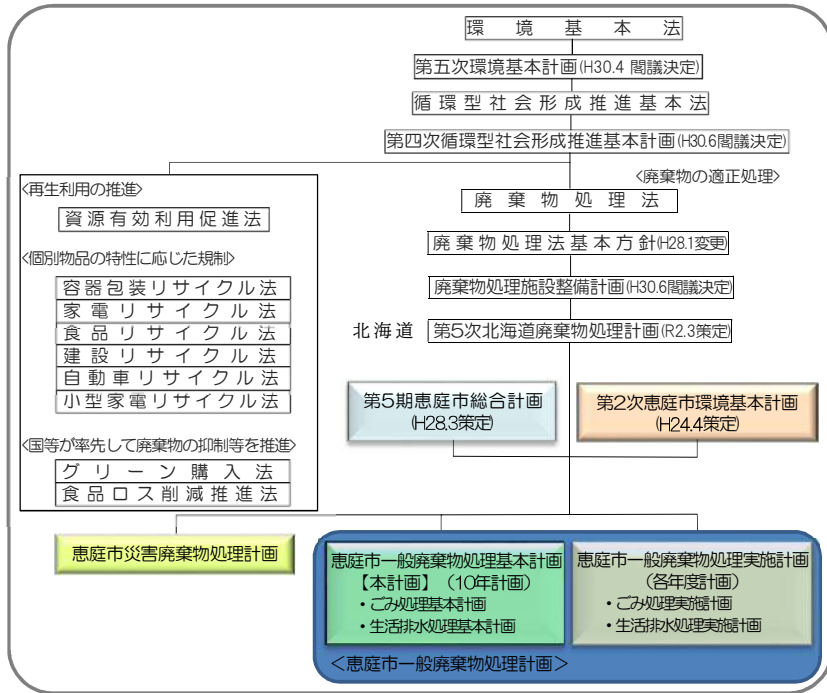 環境基本法
第五次環境基本計画(H30.4 閣議決定)
循環型社会形成推進基本法
第四次循環型社会形成推進基本計画(H30.6閣議決定)
<再生利用の推進>
資源有効利用促進法
<個別物品の特性に応じた規制>
容器包装リサイクル法
家電リサイクル法
食品リサイクル法
建設リサイクル法
自動車リサイクル法
小型家電リサイクル法
<国等が率先して廃棄物の抑制等を推進>
グリーン購入法
食品ロス削減推進法
<廃棄物の適正処理>
廃棄物処理法
廃棄物処理法基本方針(H28.1変更)
廃棄物処理施設整備計画(H30.6閣議決定)
北海道 第5次北海道廃棄物処理計画(R2.3策定)
第5期恵庭市総合計画
(H28.3策定)
第2次恵庭市環境基本計画
(H24.4策定)
恵庭市災害廃棄物処理計画
恵庭市一般廃棄物処理基本計画
【本計画】(10年計画)
・ごみ処理基本計画
・生活排水処理基本計画
恵庭市一般廃棄物処理実施計画
(各年度計画)
・ごみ処理実施計画
・生活排水処理実施計画
<恵庭市一般廃棄物処理計画>